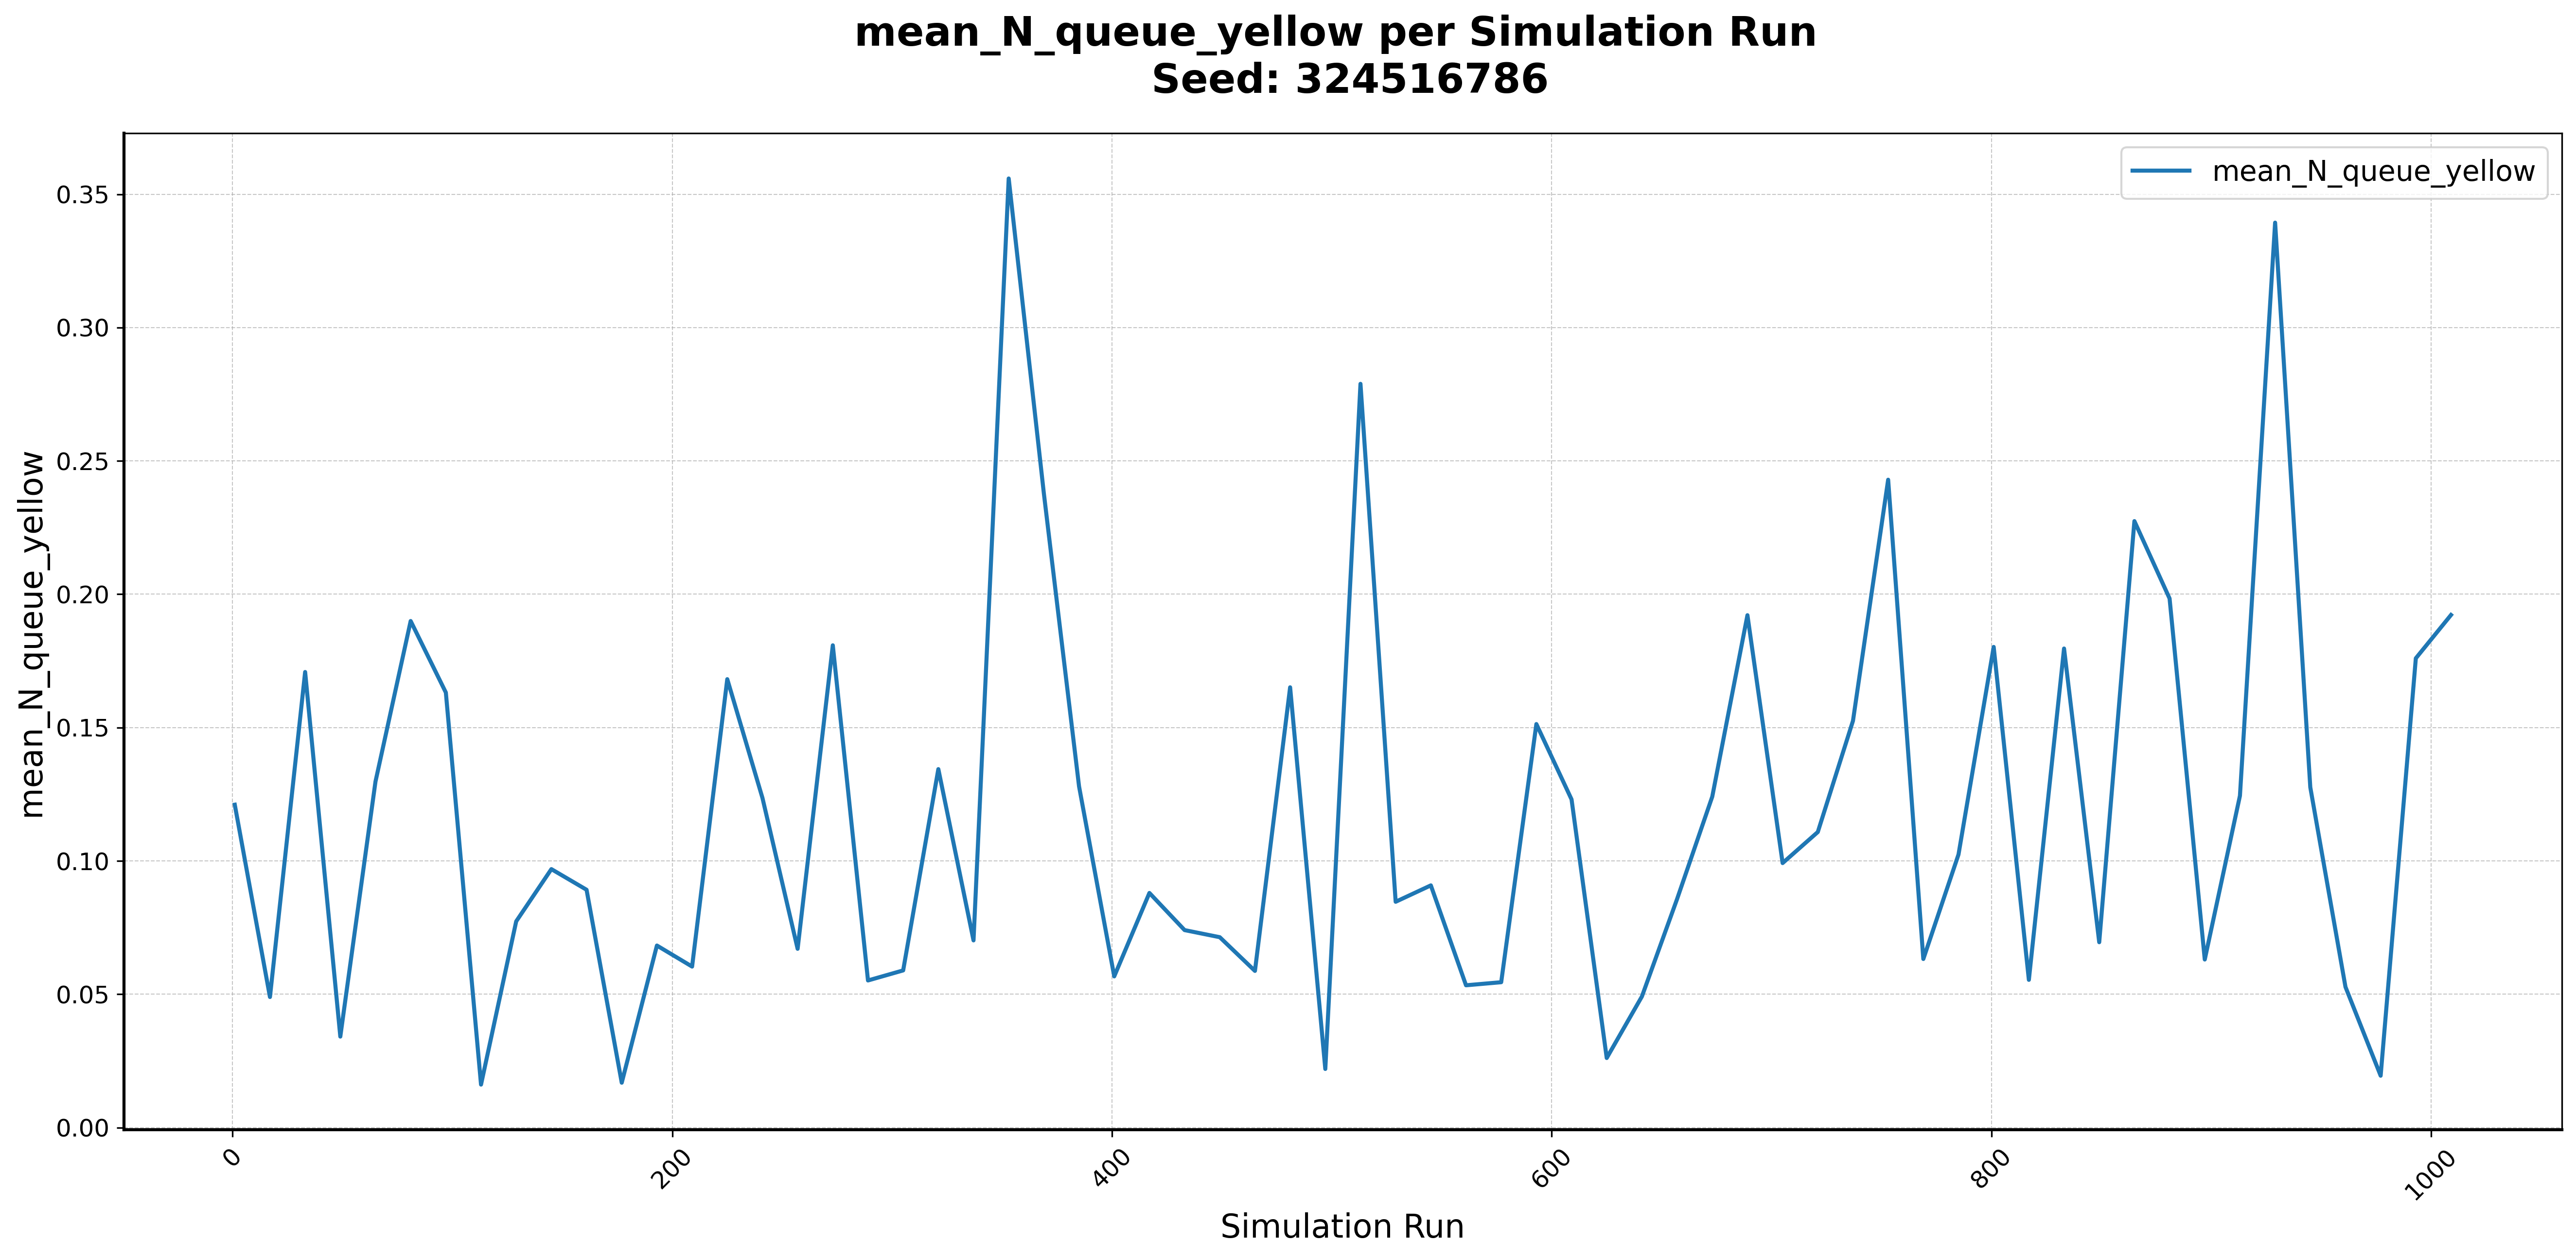 mean_N_queue_yellow per Simulation Run
Seed: 324516786
mean_N_queue_yellow
mean_N_queue_yellow
0.35
0.30
0.25
0.20
0.15
0.10
0.05
0.00
0
200
400
600
800
1000
Simulation Run